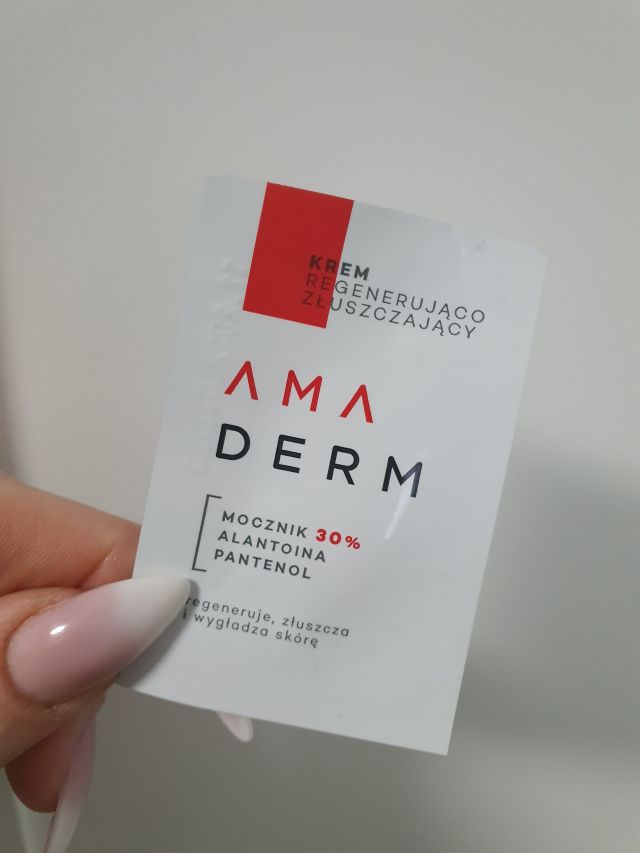 KREM
REGENERUJĄCO
ZŁUSZCZAJĄCY
AMA
DERM
MOCZNIK 30%
ALANTOINA
PANTENOL
regeneruje, złuszcza
i wygładza skórę